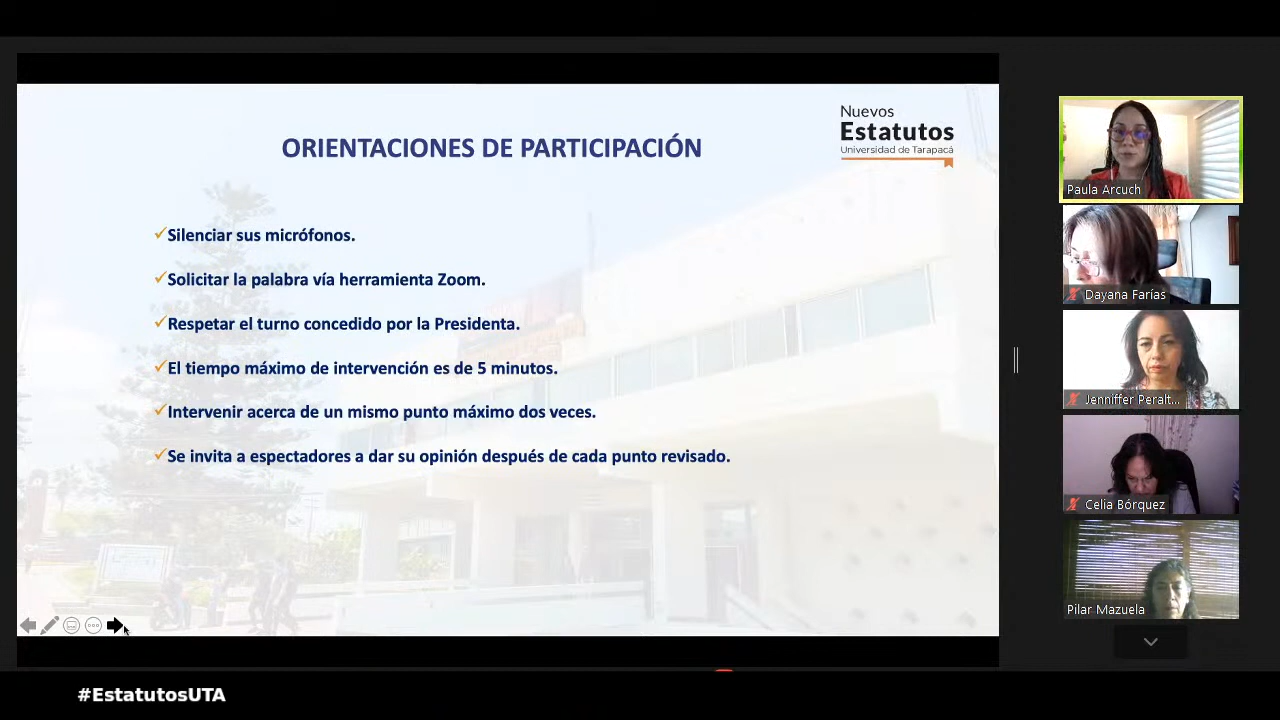 Nuevos
Estatutos
Universidad de Tarapacá
ORIENTACIONES DE PARTICIPACIÓN
Silenciar sus micrófonos.
Solicitar la palabra vía herramienta Zoom.
Respetar el turno concedido por la Presidenta.
El tiempo máximo de intervención es de 5 minutos.
Intervenir acerca de un mismo punto máximo dos veces.
Se invita a espectadores a dar su opinión después de cada punto revisado.
Paula Arcuch
Dayana Farías
Jenniffer Peralt...
Celia Bórquez
Pilar Mazuela
#EstatutosUTA